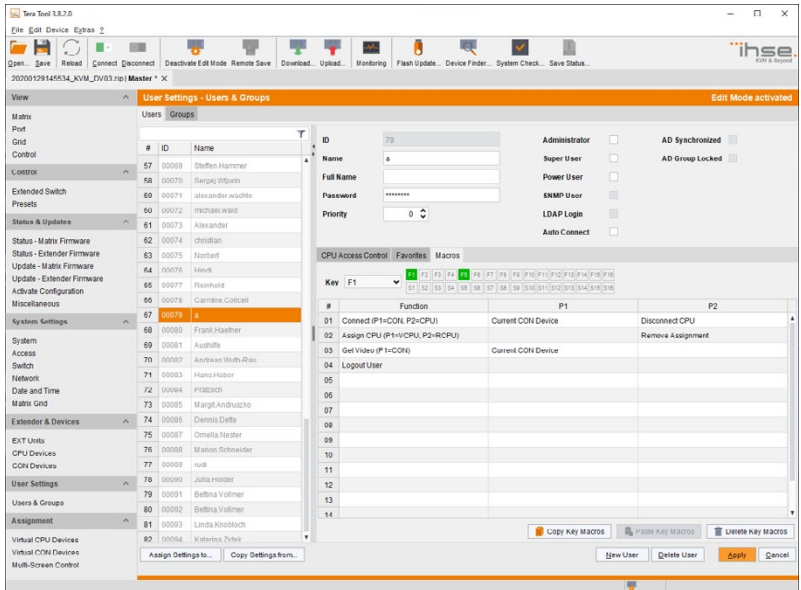 Tera Tool 3.8.2.0
File Edit Device Extras ?
Open... Save Reload Connect Disconnect Deactivate Edit Mode Remote Save Download... Upload... Monitoring Flash Update... Device Finder... System Check... Save Status...
ihse.
KVM & Beyond
20200129145534_KVM_DV03.zip | Master * X
View
Matrix
Port
Grid
Control
Control
Extended Switch
Presets
Status & Updates
Status - Matrix Firmware
Status - Extender Firmware
Update - Matrix Firmware
Update - Extender Firmware
Activate Configuration
Miscellaneous
System Settings
System
Access
Switch
Network
Date and Time
Matrix Grid
Extender & Devices
EXT Units
CPU Devices
CON Devices
User Settings
Users & Groups
Assignment
Virtual CPU Devices
Virtual CON Devices
Multi-Screen Control
User Settings - Users & Groups Edit Mode activated
Users Groups
# ID Name
57 00069 Steffen.Hammer
58 00070 Sergej.Wjurin
59 00071 alexander.wachte
60 00072 michael.wald
61 00073 Alexander
62 00074 christian
63 00075 Norbert
64 00076 Hindi
65 00077 Reinhold
66 00078
67 00079 a
68 00080 Frank.Haefner
69 00081 Aushilfe
70 00082 Andreas.Wuth-Rau
71 00083 Hans.Haber
72 00084
73 00085 Margit.Andruszko
74 00086 Dennis.Dette
75 00087 Ornella.Nester
76 00088 Marion.Schneider
77 00089 rudi
78 00090 Julia.Holder
79 00091 Bettina Vollmer
80 00092 Bettina Vollmer
81 00093 Linda.Knobloch
82 00094 Katerina.Zidek
Assign Settings to... Copy Settings from...
ID 79
Name a
Full Name
Password ********
Priority 0
Administrator
Super User
Power User
SNMP User
LDAP Login
Auto Connect
AD Synchronized
AD Group Locked
CPU Access Control Favorites Macros
Key F1
F1 F2 F3 F4 F5 F6 F7 F8 F9 F10 F11 F12 F13 F14 F15 F16
S1 S2 S3 S4 S5 S6 S7 S8 S9 S10 S11 S12 S13 S14 S15 S16
# Function P1 P2
01 Connect (P1=CON, P2=CPU) Current CON Device Disconnect CPU
02 Assign CPU (P1=VCPU, P2=RCPU) Remove Assignment
03 Get Video (P1=CON) Current CON Device
04 Logout User
05
06
07
08
09
10
11
12
13
14
Copy Key Macros Paste Key Macros Delete Key Macros
New User Delete User Apply Cancel